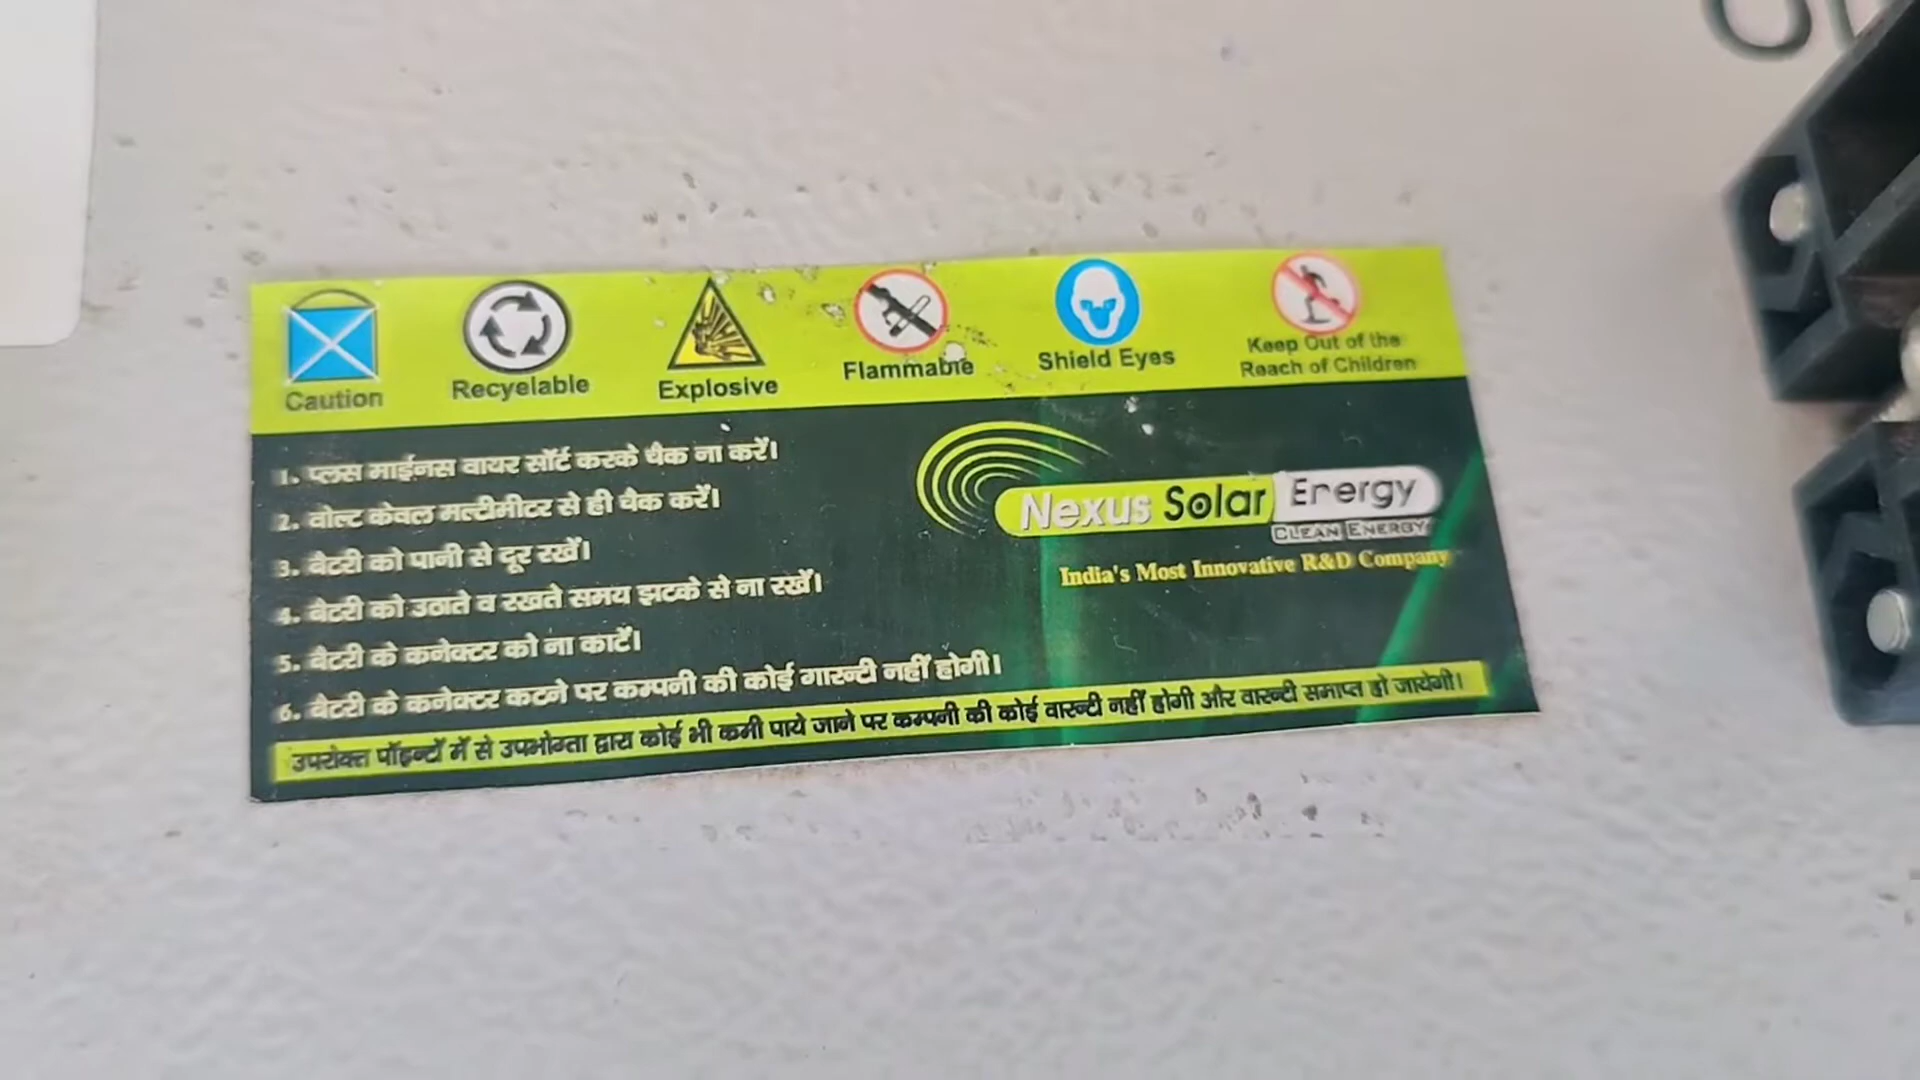 Caution
Recyelable
Explosive
Flammable
Shield Eyes
Keep Out of the
Reach of Children
1. प्लस माईनस वायर सॉर्ट करके चैक ना करें।
2. वोल्ट केवल मल्टीमीटर से ही चैक करें।
3. बैटरी को पानी से दूर रखें।
4. बैटरी को उठाते व रखते समय झटके से ना रखें।
5. बैटरी के कनेक्टर को ना काटें।
6. बैटरी के कनेक्टर कटने पर कम्पनी की कोई गारन्टी नहीं होगी।
उपरोक्त पॉइन्टों में से उपभोग्ता द्वारा कोई भी कमी पाये जाने पर कम्पनी की कोई वारन्टी नहीं होगी और वारन्टी समाप्त हो जायेगी।
Nexus Solar Energy
CLEAN ENERGY
India's Most Innovative R&D Company